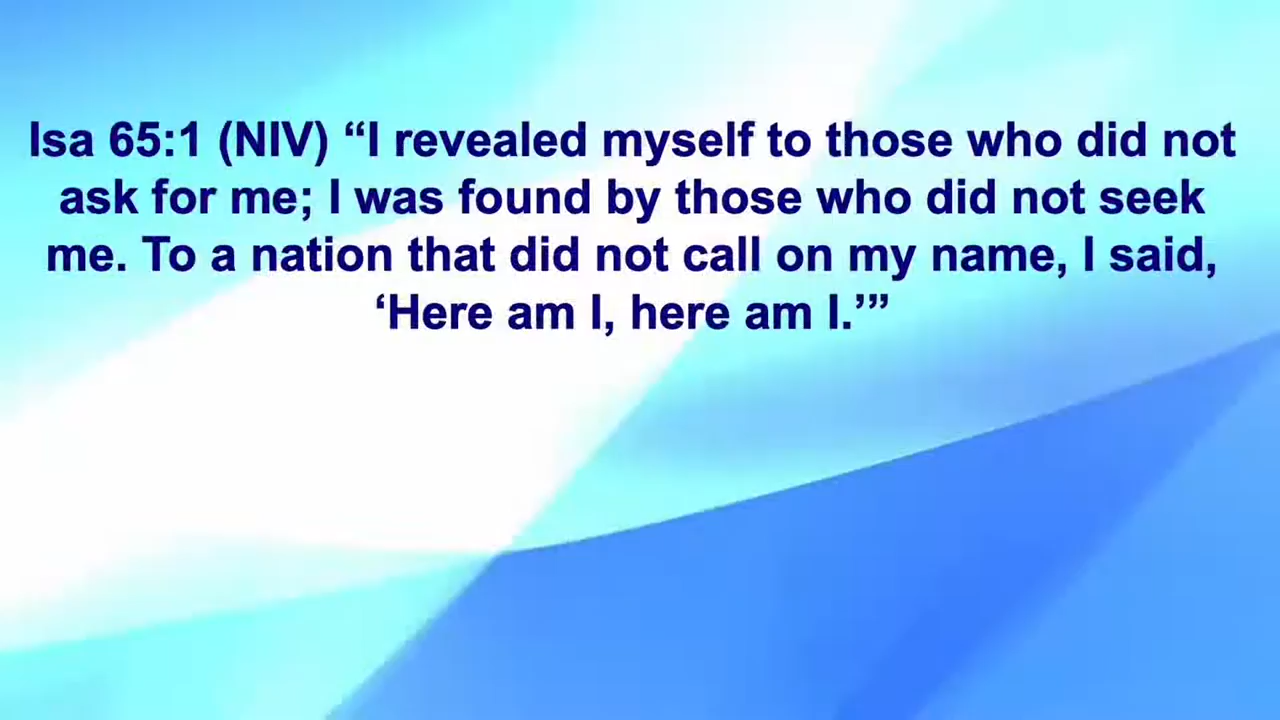 Isa 65:1 (NIV) “I revealed myself to those who did not
ask for me; I was found by those who did not seek
me. To a nation that did not call on my name, I said,
‘Here am I, here am I.’”